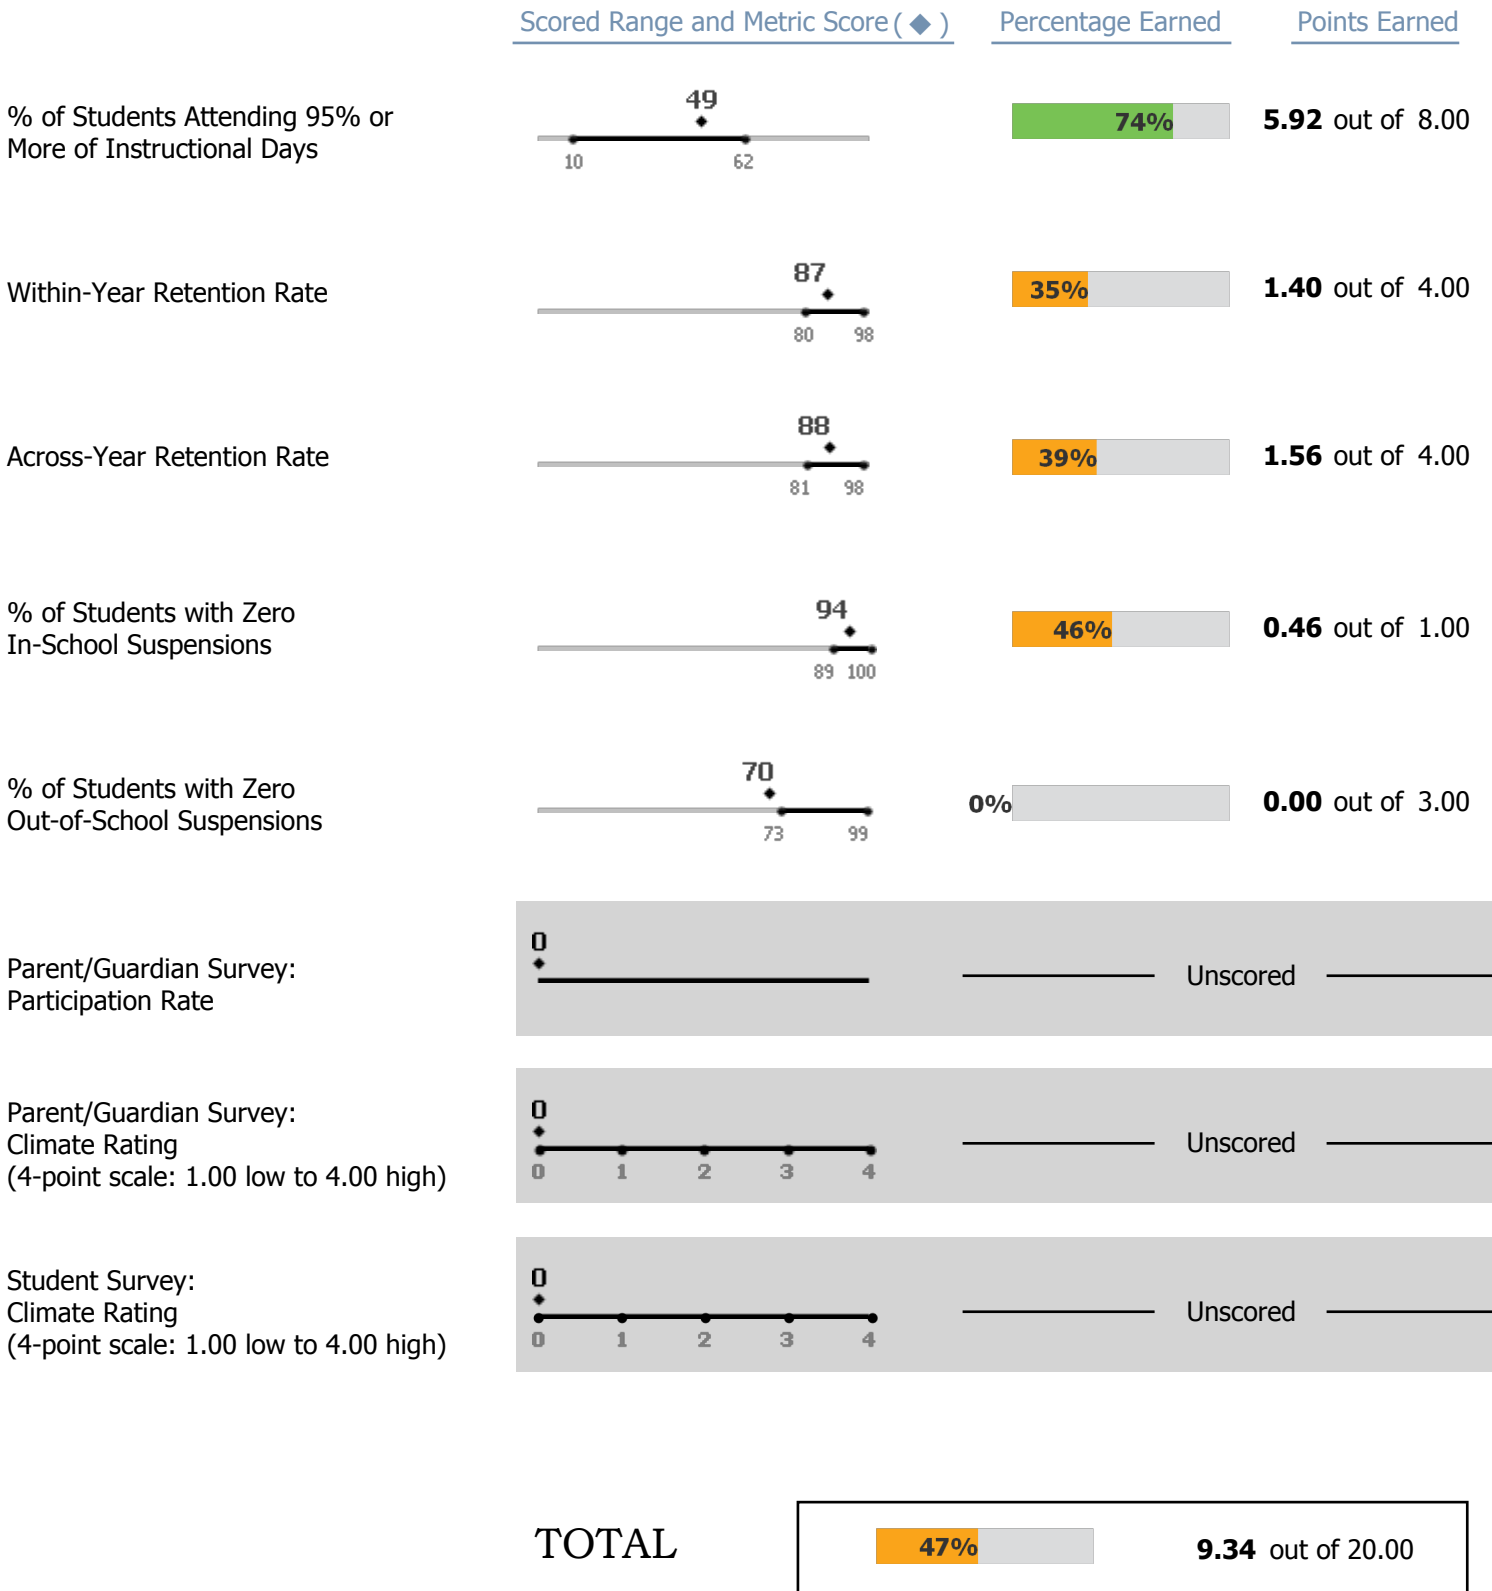 Scored Range and Metric Score ( ◆ ) Percentage Earned Points Earned
% of Students Attending 95% or
More of Instructional Days
49
10 62
74%
5.92 out of 8.00
Within-Year Retention Rate
87
80 98
35%
1.40 out of 4.00
Across-Year Retention Rate
88
81 98
39%
1.56 out of 4.00
% of Students with Zero
In-School Suspensions
94
89 100
46%
0.46 out of 1.00
% of Students with Zero
Out-of-School Suspensions
70
73 99
0%
0.00 out of 3.00
Parent/Guardian Survey:
Participation Rate
0
Unscored
Parent/Guardian Survey:
Climate Rating
(4-point scale: 1.00 low to 4.00 high)
0
0 1 2 3 4
Unscored
Student Survey:
Climate Rating
(4-point scale: 1.00 low to 4.00 high)
0
0 1 2 3 4
Unscored
TOTAL
47%
9.34 out of 20.00